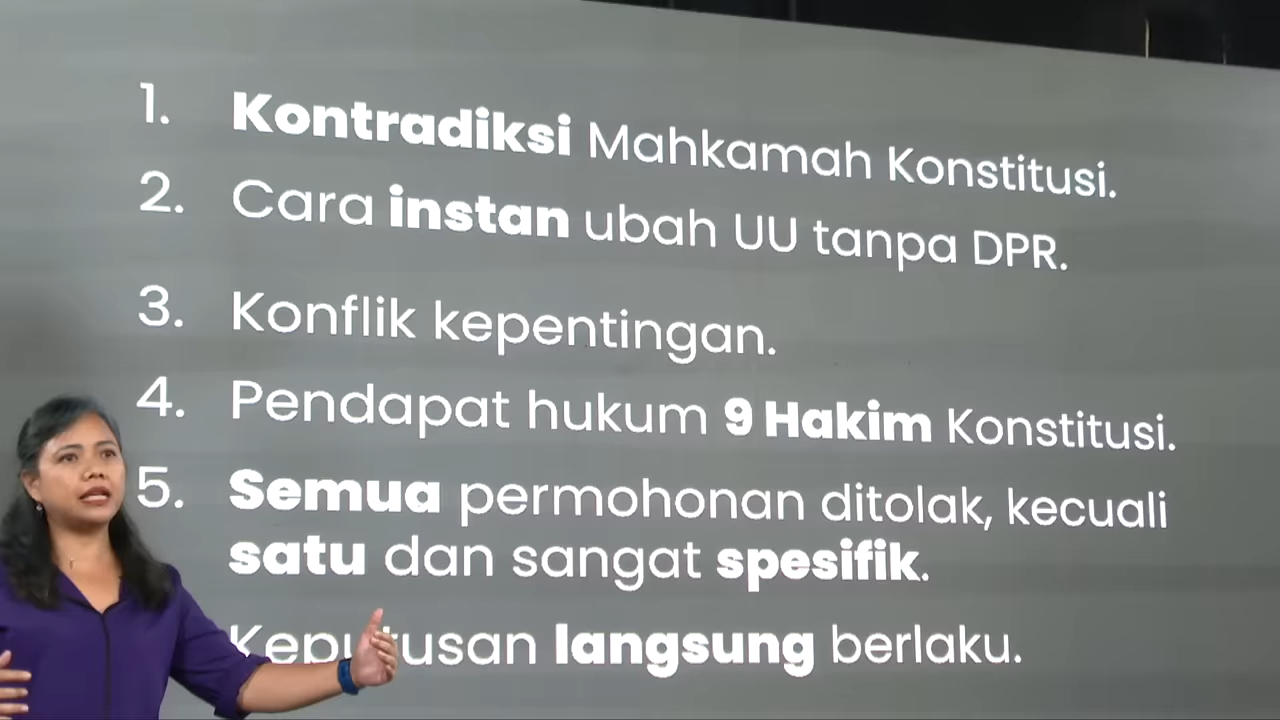 1. Kontradiksi Mahkamah Konstitusi.
2. Cara instan ubah UU tanpa DPR.
3. Konflik kepentingan.
4. Pendapat hukum 9 Hakim Konstitusi.
5. Semua permohonan ditolak, kecuali
satu dan sangat spesifik.
Keputusan langsung berlaku.